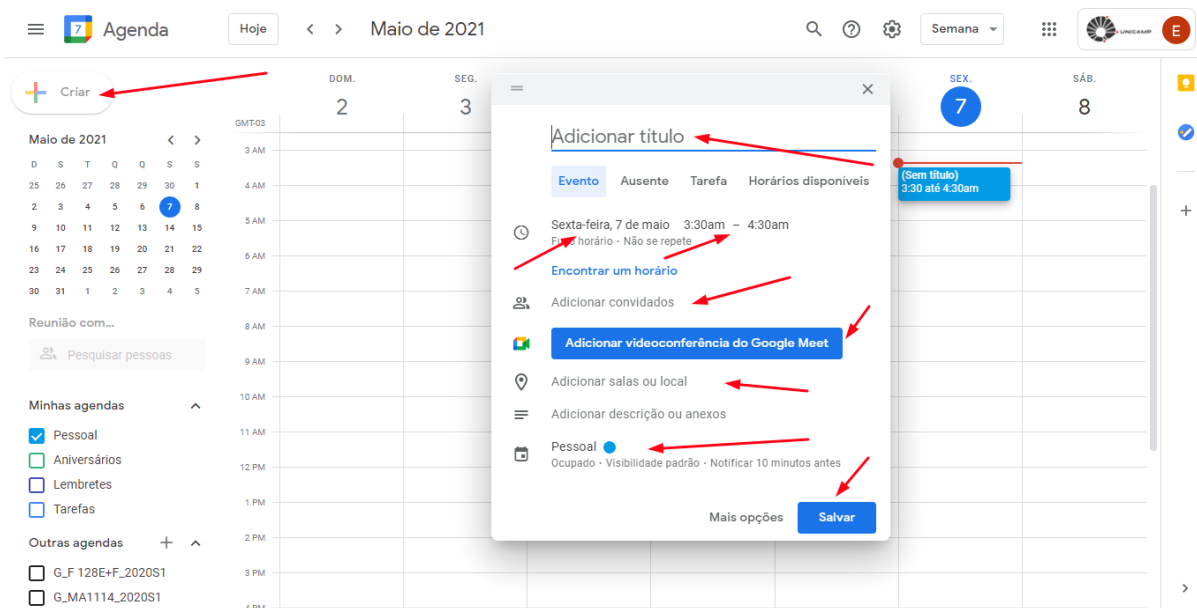 7 Agenda Hoje Maio de 2021 Semana UNICAMP E
Criar
Maio de 2021
D S T Q Q S S
25 26 27 28 29 30 1
2 3 4 5 6 7 8
9 10 11 12 13 14 15
16 17 18 19 20 21 22
23 24 25 26 27 28 29
30 31 1 2 3 4 5
Reunião com...
Pesquisar pessoas
Minhas agendas
Pessoal
Aniversários
Lembretes
Tarefas
Outras agendas
G_F 128E+F_2020S1
G_MA1114_2020S1
DOM. SEG. SEX. SÁB.
2 3 7 8
GMT-03
3 AM
4 AM
5 AM
6 AM
7 AM
8 AM
9 AM
10 AM
11 AM
12 PM
1 PM
2 PM
3 PM
4 PM
(Sem título)
3:30 até 4:30am
Adicionar título
Evento Ausente Tarefa Horários disponíveis
Sexta-feira, 7 de maio 3:30am – 4:30am
horário · Não se repete
Encontrar um horário
Adicionar convidados
Adicionar videoconferência do Google Meet
Adicionar salas ou local
Adicionar descrição ou anexos
Pessoal
Ocupado · Visibilidade padrão · Notificar 10 minutos antes
Mais opções Salvar